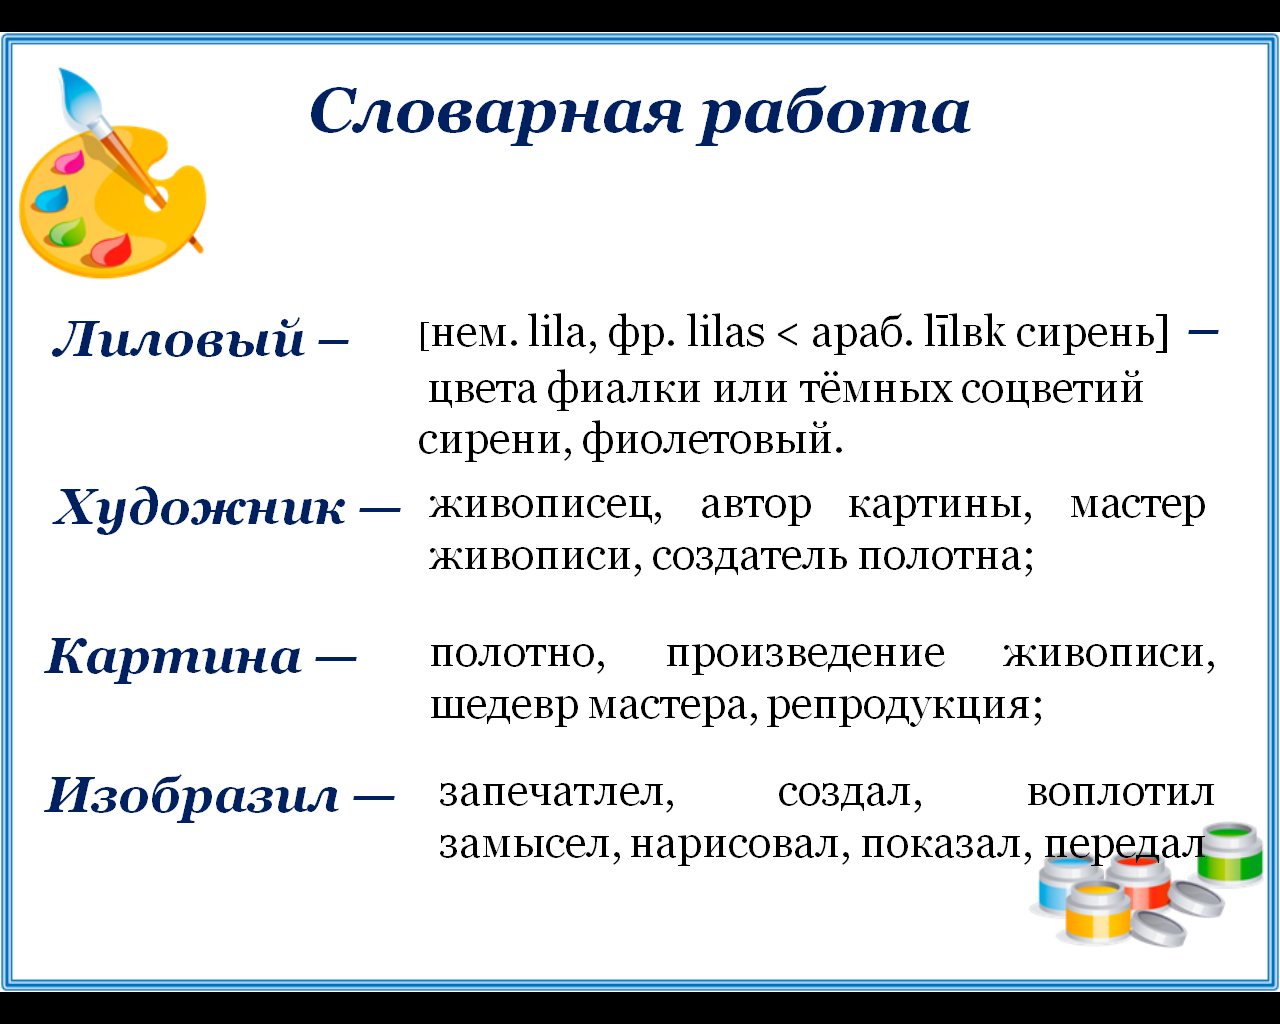 Словарная работа
Лиловый –
[нем. lila, фр. lilas < араб. līlвk сирень] –
цвета фиалки или тёмных соцветий
сирени, фиолетовый.
Художник —
живописец, автор картины, мастер
живописи, создатель полотна;
Картина —
полотно, произведение живописи,
шедевр мастера, репродукция;
Изобразил —
запечатлел, создал, воплотил
замысел, нарисовал, показал, передал